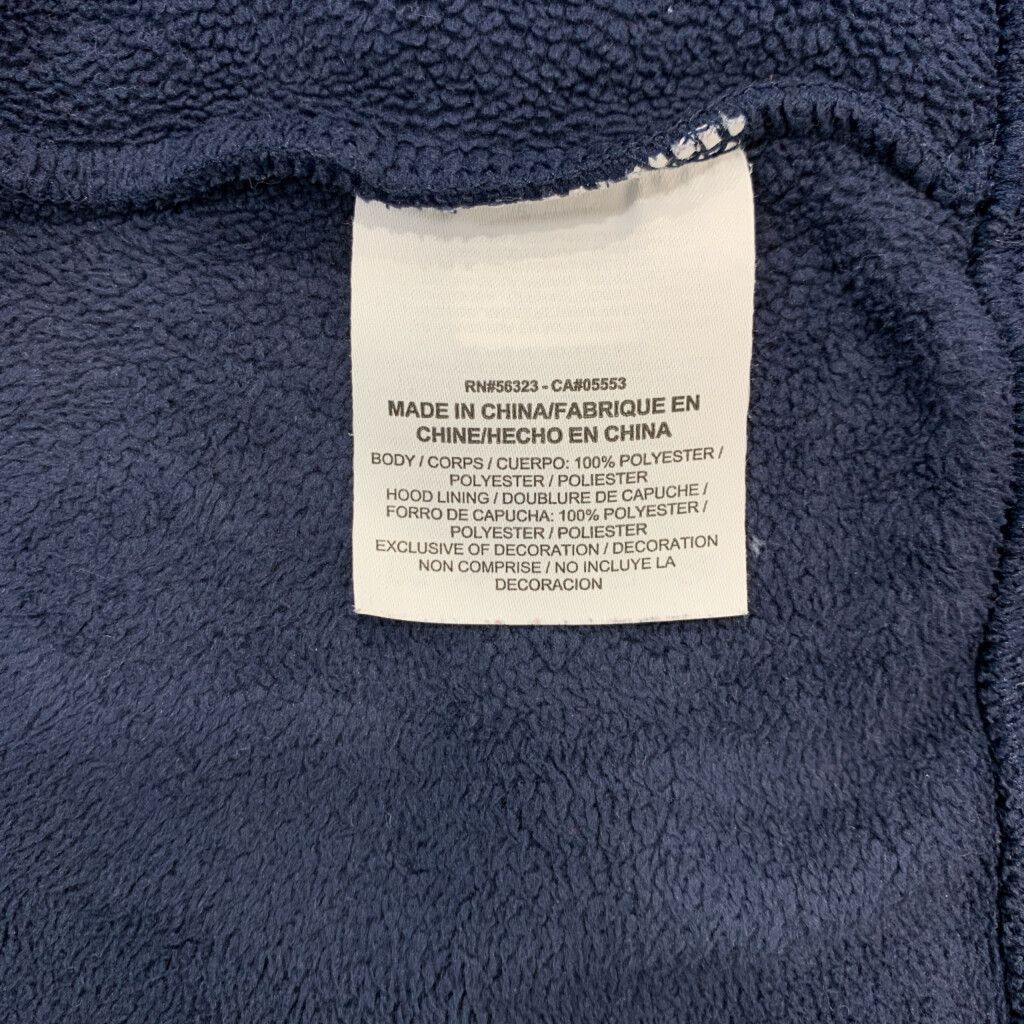 RN#56323 - CA#05553
MADE IN CHINA/FABRIQUE EN
CHINE/HECHO EN CHINA
BODY / CORPS / CUERPO: 100% POLYESTER /
POLYESTER / POLIESTER
HOOD LINING / DOUBLURE DE CAPUCHE /
FORRO DE CAPUCHA: 100% POLYESTER /
POLYESTER / POLIESTER
EXCLUSIVE OF DECORATION / DECORATION
NON COMPRISE / NO INCLUYE LA
DECORACION